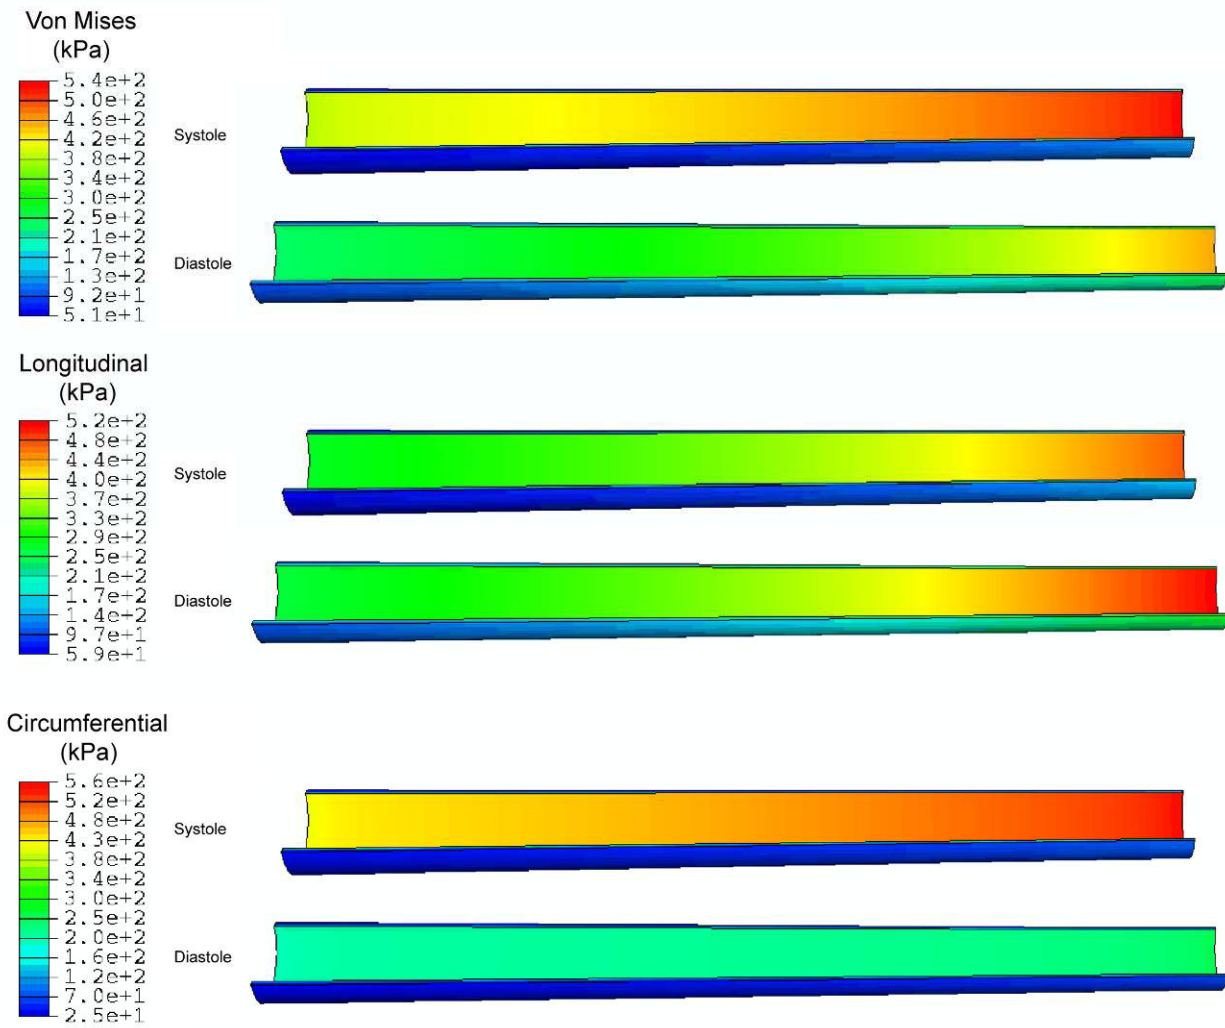 Von Mises
(kPa)
5.4e+2
5.0e+2
4.6e+2
4.2e+2
3.8e+2
3.4e+2
3.0e+2
2.5e+2
2.1e+2
1.7e+2
1.3e+2
9.2e+1
5.1e+1
Systole
Diastole
Longitudinal
(kPa)
5.2e+2
4.8e+2
4.4e+2
4.0e+2
3.7e+2
3.3e+2
2.9e+2
2.5e+2
2.1e+2
1.7e+2
1.4e+2
9.7e+1
5.9e+1
Systole
Diastole
Circumferential
(kPa)
5.6e+2
5.2e+2
4.8e+2
4.3e+2
3.8e+2
3.4e+2
3.0e+2
2.5e+2
2.0e+2
1.6e+2
1.2e+2
7.0e+1
2.5e+1
Systole
Diastole